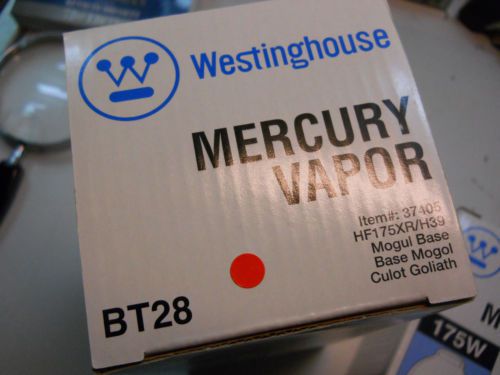 Westinghouse
MERCURY
VAPOR
Item#: 37405
HF175XR/H39
Mogul Base
Base Mogol
Culot Goliath
BT28
M
175W